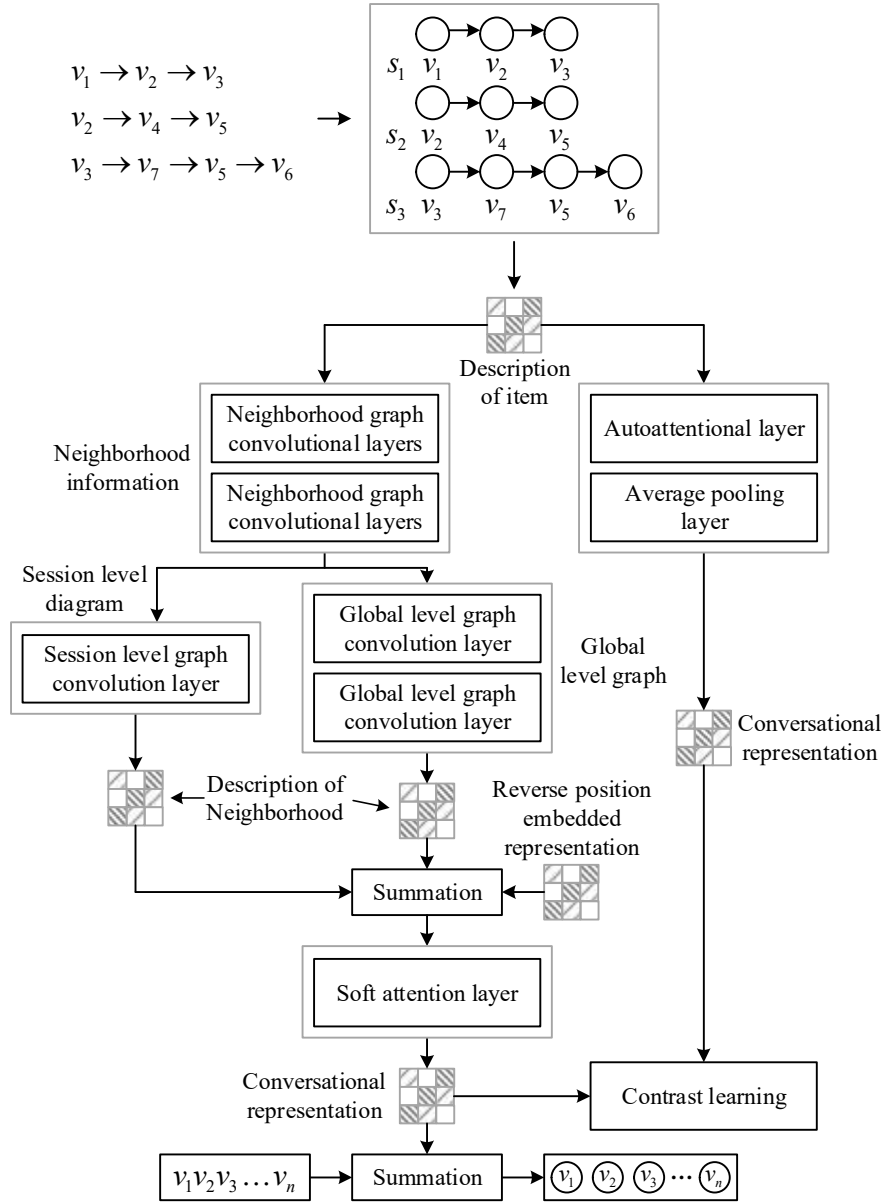 v₁ → v₂ → v₃
v₂ → v₄ → v₅
v₃ → v₇ → v₅ → v₆
s₁ v₁ v₂ v₃
s₂ v₂ v₄ v₅
s₃ v₃ v₇ v₅ v₆
Description
of item
Neighborhood
information
Neighborhood graph
convolutional layers
Neighborhood graph
convolutional layers
Autoattentional layer
Average pooling
layer
Session level
diagram
Session level graph
convolution layer
Global level graph
convolution layer
Global level graph
convolution layer
Global
level graph
Conversational
representation
Description of
Neighborhood
Reverse position
embedded
representation
Summation
Soft attention layer
Conversational
representation
Contrast learning
v₁v₂v₃…vₙ
Summation
v₁ v₂ v₃ ··· vₙ